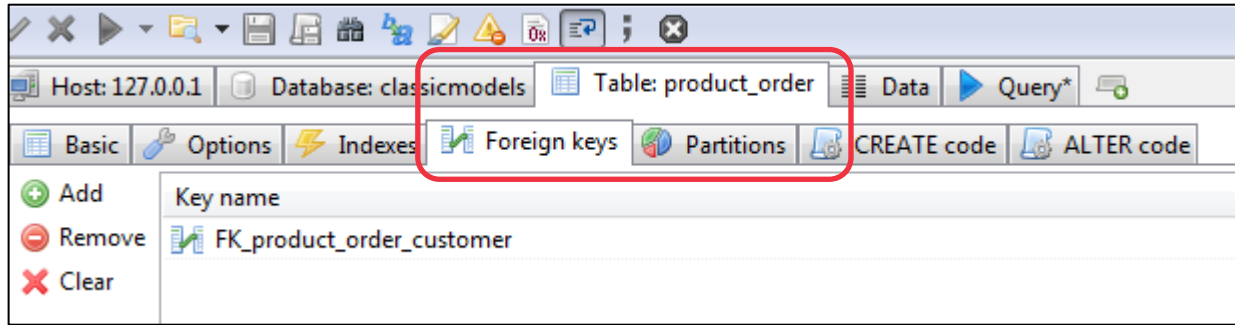 Host: 127.0.0.1 Database: classicmodels Table: product_order Data Query*
Basic Options Indexes Foreign keys Partitions CREATE code ALTER code
Add Key name
Remove FK_product_order_customer
Clear